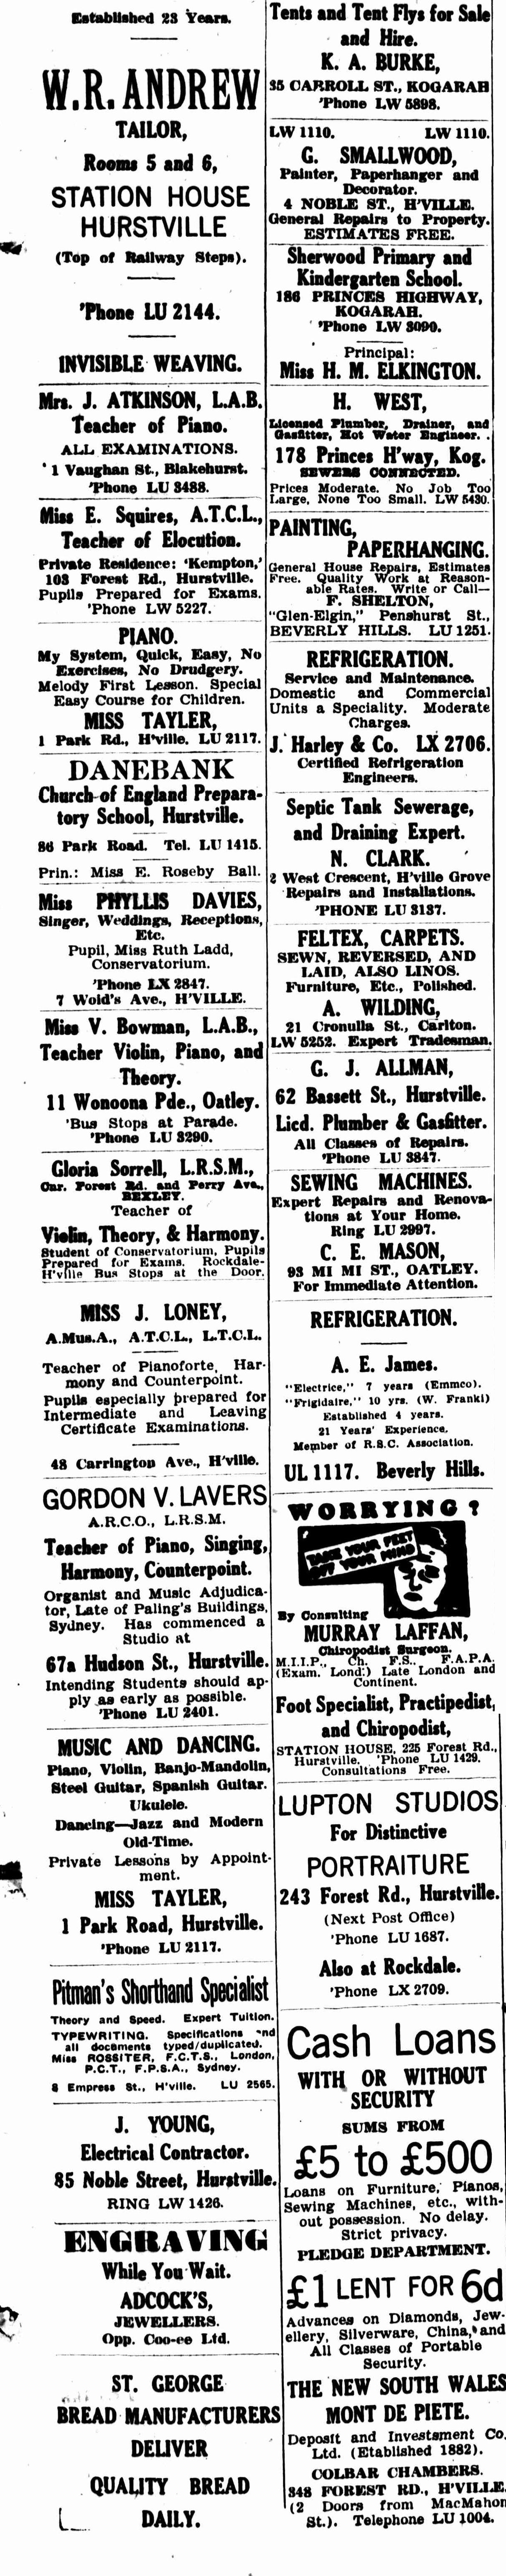 Established 23 Years.
W.R. ANDREW
TAILOR,
Rooms 5 and 6,
STATION HOUSE
HURSTVILLE
(Top of Railway Steps).
'Phone LU 2144.
INVISIBLE WEAVING.
Mrs. J. ATKINSON, L.A.B.
Teacher of Piano.
ALL EXAMINATIONS.
1 Vaughan St., Blakehurst.
'Phone LU 3488.
Miss E. Squires, A.T.C.L.,
Teacher of Elocution.
Private Residence: 'Kempton,'
103 Forest Rd., Hurstville.
Pupils Prepared for Exams.
'Phone LW 5227.
PIANO.
My System, Quick, Easy, No
Exercises, No Drudgery.
Melody First Lesson. Special
Easy Course for Children.
MISS TAYLER,
1 Park Rd., H'ville. LU 2117.
DANEBANK
Church of England Prepara-
tory School, Hurstville.
86 Park Road. Tel. LU 1415.
Prin.: Miss E. Roseby Ball.
Miss PHYLLIS DAVIES,
Singer, Weddings, Receptions,
Etc.
Pupil, Miss Ruth Ladd,
Conservatorium.
'Phone LX 2847.
7 Wold's Ave., H'VILLE.
Miss V. Bowman, L.A.B.,
Teacher Violin, Piano, and
Theory.
11 Wonoona Pde., Oatley.
'Bus Stops at Parade.
'Phone LU 3290.
Gloria Sorrell, L.R.S.M.,
Cnr. Forest Rd. and Perry Ave.,
BEXLEY.
Teacher of
Violin, Theory, & Harmony.
Student of Conservatorium, Pupils
Prepared for Exams. Rockdale-
H'ville Bus Stops at the Door.
MISS J. LONEY,
A.Mus.A., A.T.C.L., L.T.C.L.
Teacher of Pianoforte, Har-
mony and Counterpoint.
Pupils especially prepared for
Intermediate and Leaving
Certificate Examinations.
43 Carrington Ave., H'ville.
GORDON V. LAVERS
A.R.C.O., L.R.S.M.
Teacher of Piano, Singing,
Harmony, Counterpoint.
Organist and Music Adjudica-
tor, Late of Paling's Buildings,
Sydney. Has commenced a
Studio at
67a Hudson St., Hurstville.
Intending Students should ap-
ply as early as possible.
'Phone LU 2401.
MUSIC AND DANCING.
Piano, Violin, Banjo-Mandolin,
Steel Guitar, Spanish Guitar.
Ukulele.
Dancing—Jazz and Modern
Old-Time.
Private Lessons by Appoint-
ment.
MISS TAYLER,
1 Park Road, Hurstville.
'Phone LU 2117.
Pitman's Shorthand Specialist
Theory and Speed. Expert Tuition.
TYPEWRITING. Specifications and
all documents typed/duplicated.
Miss ROSSITER, F.C.T.S., London,
P.C.T., F.P.S.A., Sydney.
8 Empress St., H'ville. LU 2565.
J. YOUNG,
Electrical Contractor.
85 Noble Street, Hurstville.
RING LW 1426.
ENGRAVING
While You Wait.
ADCOCK'S,
JEWELLERS.
Opp. Coo-ee Ltd.
ST. GEORGE
BREAD MANUFACTURERS
DELIVER
QUALITY BREAD
DAILY.
Tents and Tent Flys for Sale
and Hire.
K. A. BURKE,
35 CARROLL ST., KOGARAH
'Phone LW 5898.
LW 1110. LW 1110.
G. SMALLWOOD,
Painter, Paperhanger and
Decorator.
4 NOBLE ST., H'VILLE.
General Repairs to Property.
ESTIMATES FREE.
Sherwood Primary and
Kindergarten School.
186 PRINCES HIGHWAY,
KOGARAH.
'Phone LW 3090.
Principal:
Miss H. M. ELKINGTON.
H. WEST,
Licensed Plumber, Drainer, and
Gasfitter, Hot Water Engineer.
178 Princes H'way, Kog.
SEWERS CONNECTED.
Prices Moderate. No Job Too
Large, None Too Small. LW 5430.
PAINTING,
PAPERHANGING.
General House Repairs, Estimates
Free. Quality Work at Reason-
able Rates. Write or Call—
F. SHELTON,
"Glen-Elgin," Penshurst St.,
BEVERLY HILLS. LU 1251.
REFRIGERATION.
Service and Maintenance.
Domestic and Commercial
Units a Speciality. Moderate
Charges.
J. Harley & Co. LX 2706.
Certified Refrigeration
Engineers.
Septic Tank Sewerage,
and Draining Expert.
N. CLARK.
2 West Crescent, H'ville Grove
Repairs and Installations.
'PHONE LU 3137.
FELTEX, CARPETS.
SEWN, REVERSED, AND
LAID, ALSO LINOS.
Furniture, Etc., Polished.
A. WILDING,
21 Cronulla St., Carlton.
LW 5252. Expert Tradesman.
G. J. ALLMAN,
62 Bassett St., Hurstville.
Licd. Plumber & Gasfitter.
All Classes of Repairs.
'Phone LU 3847.
SEWING MACHINES.
Expert Repairs and Renova-
tions at Your Home.
Ring LU 2997.
C. E. MASON,
93 MI MI ST., OATLEY.
For Immediate Attention.
REFRIGERATION.
A. E. James.
"Electrice," 7 years (Emmco).
"Frigidaire," 10 yrs. (W. Frankl)
Established 4 years.
21 Years' Experience.
Member of R.S.C. Association.
UL 1117. Beverly Hills.
WORRYING?
TAKE YOUR FEET
OFF YOUR MIND
By Consulting
MURRAY LAFFAN,
Chiropodist Surgeon.
M.I.I.P., Ch. F.S., F.A.P.A.
(Exam. Lond.) Late London and
Continent.
Foot Specialist, Practipedist,
and Chiropodist,
STATION HOUSE, 225 Forest Rd.,
Hurstville. 'Phone LU 1429.
Consultations Free.
LUPTON STUDIOS
For Distinctive
PORTRAITURE
243 Forest Rd., Hurstville.
(Next Post Office)
'Phone LU 1687.
Also at Rockdale.
'Phone LX 2709.
Cash Loans
WITH OR WITHOUT
SECURITY
SUMS FROM
£5 to £500
Loans on Furniture, Pianos,
Sewing Machines, etc., with-
out possession. No delay.
Strict privacy.
PLEDGE DEPARTMENT.
£1 LENT FOR 6d
Advances on Diamonds, Jew-
ellery, Silverware, China, and
All Classes of Portable
Security.
THE NEW SOUTH WALES
MONT DE PIETE.
Deposit and Investment Co.
Ltd. (Etablished 1882).
COLBAR CHAMBERS.
348 FOREST RD., H'VILLE.
(2 Doors from MacMahon
St.). Telephone LU 1004.